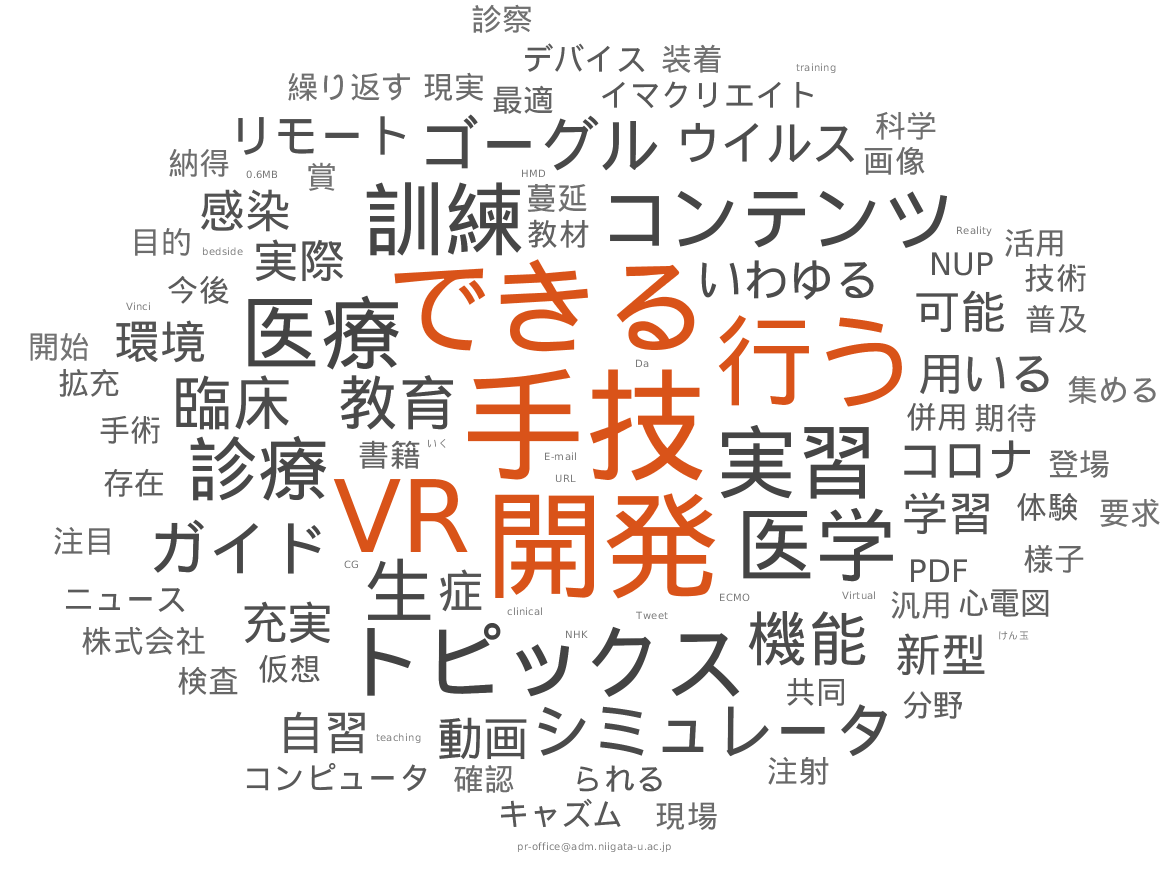 診察
デバイス 装着
training
繰り返す 現実 最適 イマクリエイト
リモート ゴーグル ウイルス 科学
納得 0.6MB 賞 HMD 画像
感染 訓練 蔓延 コンテンツ
目的 bedside 実際 教材 Reality 活用
今後 できる いわゆる NUP 技術
Vinci 医療 行う 可能 普及
開始 環境 Da
拡充 臨床 教育 手技 用いる 集める
手術 書籍 いく E-mail 併用 期待
存在 診療 URL 実習 コロナ 登場
注目 ガイド VR 開発 医学 学習 体験 要求
CG 様子
ニュース 生 症 clinical ECMO Virtual PDF
株式会社 充実 NHK Tweet 汎用 心電図
検査 仮想 トピックス 機能 新型 けん玉
共同 分野
自習 teaching 動画 シミュレータ
コンピュータ 確認 られる 注射
キャズム 現場
pr-office@adm.niigata-u.ac.jp